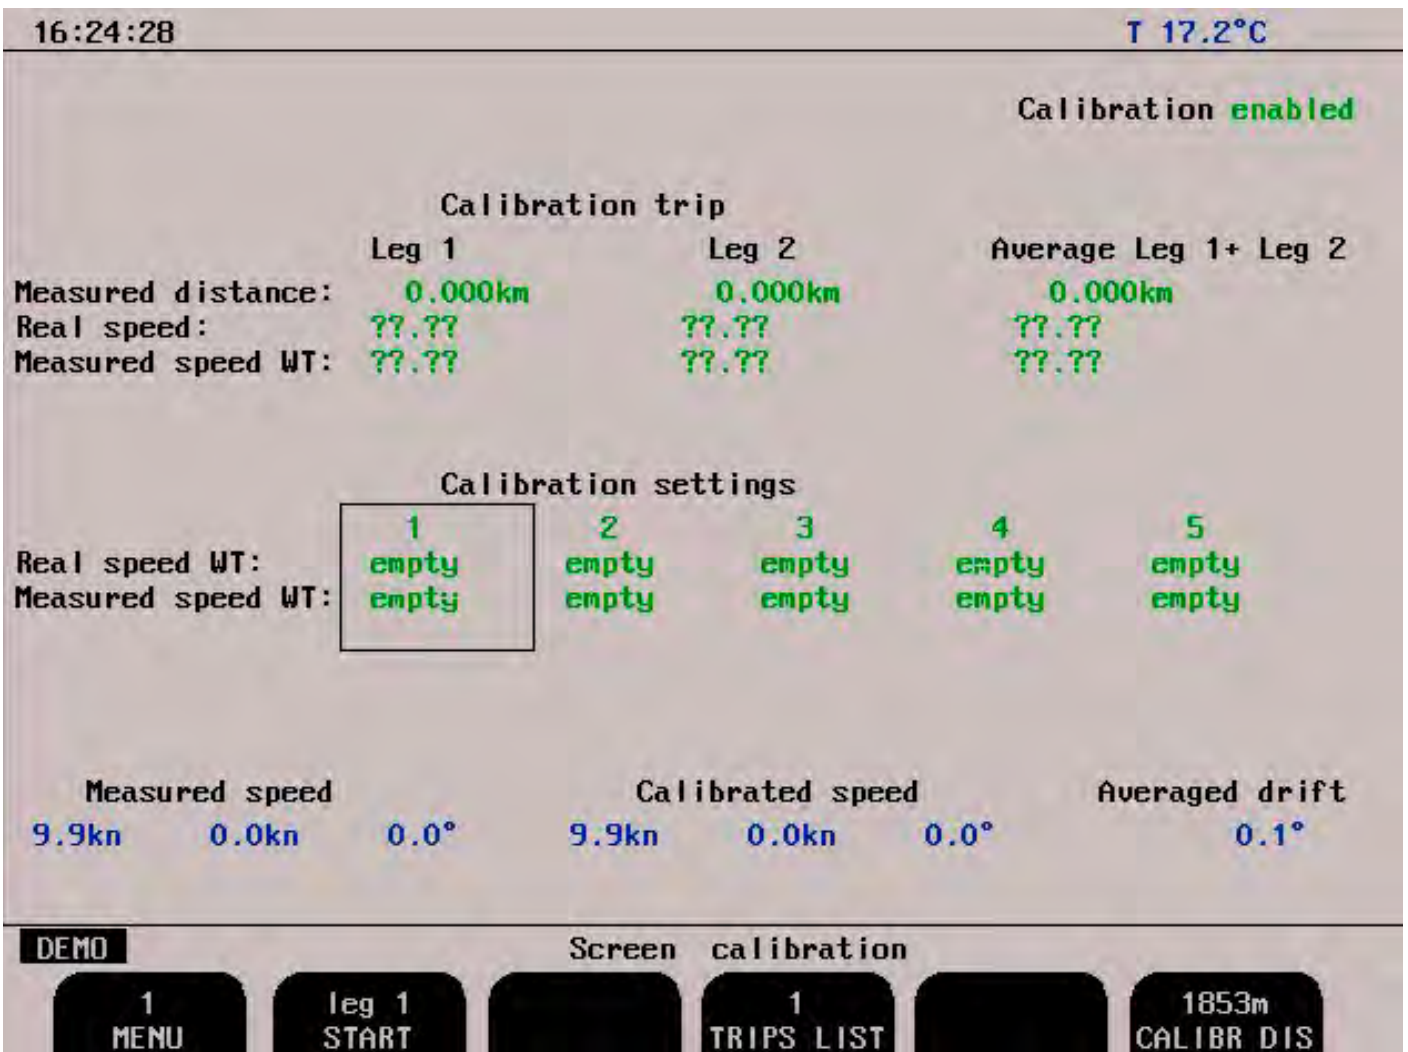 16:24:28 T 17.2°C
Calibration enabled
Calibration trip
Leg 1 Leg 2 Average Leg 1+ Leg 2
Measured distance: 0.000km 0.000km 0.000km
Real speed: ??.?? ??.?? ??.??
Measured speed WT: ??.?? ??.?? ??.??
Calibration settings
1 2 3 4 5
Real speed WT: empty empty empty empty empty
Measured speed WT: empty empty empty empty empty
Measured speed Calibrated speed Averaged drift
9.9kn 0.0kn 0.0° 9.9kn 0.0kn 0.0° 0.1°
DEMO Screen calibration
1 leg 1 1 1853m
MENU START TRIPS LIST CALIBR DIS